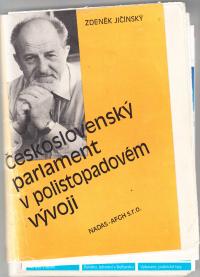 ZDENĚK JIČÍNSKÝ
československý
parlament
v polistopadovém
vývoji
NADAS-AFGH s.r.o.